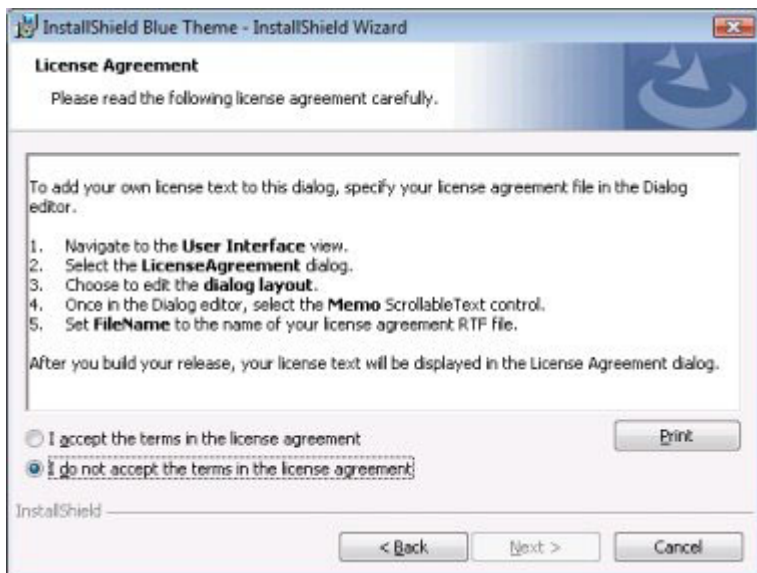 InstallShield Blue Theme - InstallShield Wizard
License Agreement
Please read the following license agreement carefully.
To add your own license text to this dialog, specify your license agreement file in the Dialog
editor.
1. Navigate to the User Interface view.
2. Select the LicenseAgreement dialog.
3. Choose to edit the dialog layout.
4. Once in the Dialog editor, select the Memo ScrollableText control.
5. Set FileName to the name of your license agreement RTF file.
After you build your release, your license text will be displayed in the License Agreement dialog.
I accept the terms in the license agreement
Print
I do not accept the terms in the license agreement
InstallShield
< Back Next > Cancel